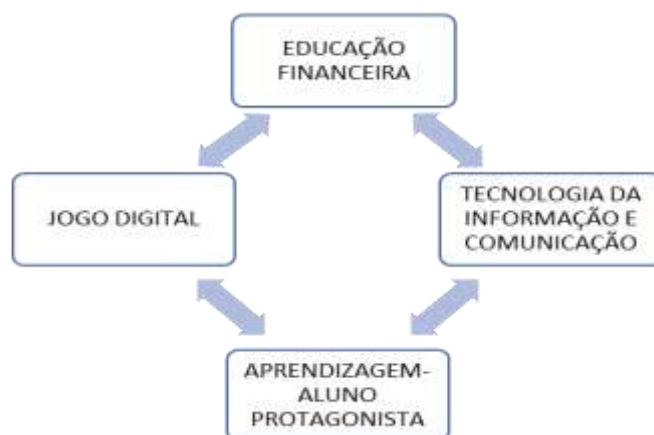 EDUCAÇÃO
FINANCEIRA
JOGO DIGITAL
TECNOLOGIA DA
INFORMAÇÃO E
COMUNICAÇÃO
APRENDIZAGEM-
ALUNO
PROTAGONISTA